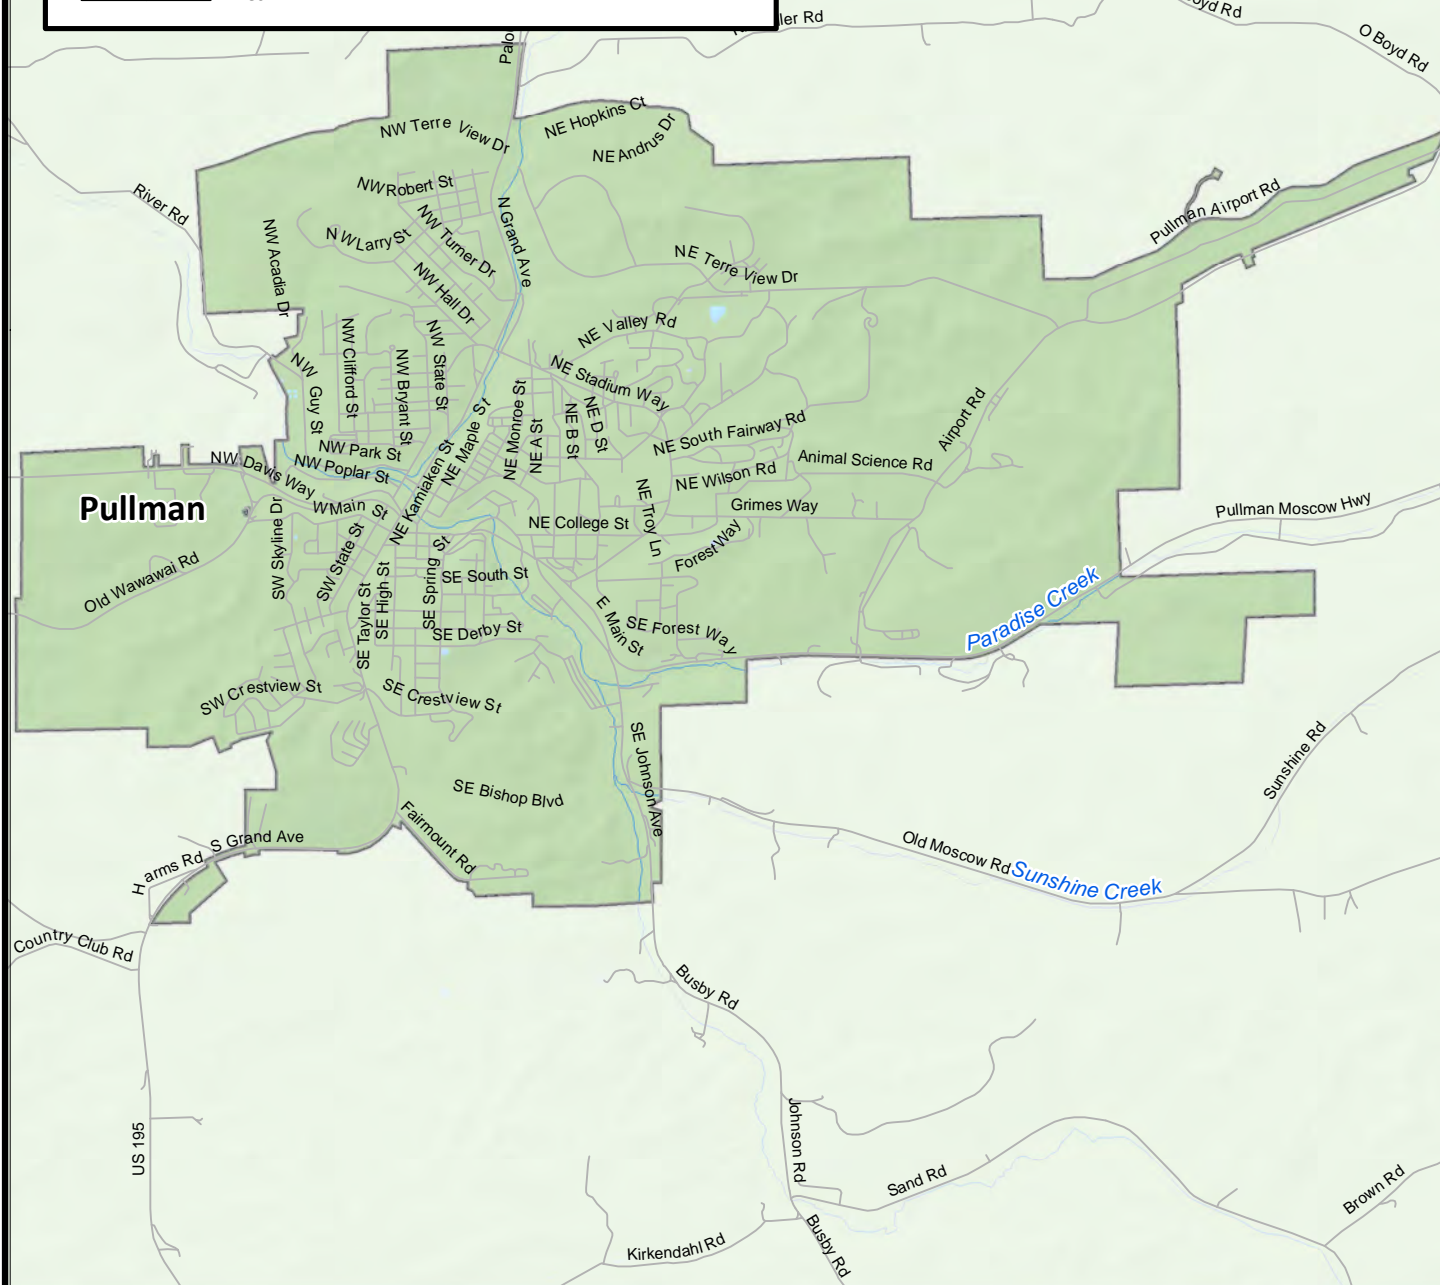 ler Rd
oyd Rd
O Boyd Rd
Palo
NE Hopkins Ct
NW Terre View Dr
NE Andrus Dr
NW Robert St
River Rd
Pullman Airport Rd
N Grand Ave
NW Acadia Dr
NW Larry St
NW Turner Dr
NE Terre View Dr
NW Hall Dr
NE Valley Rd
NW Clifford St
NW State St
NW Bryant St
NW Guy St
NE Stadium Way
NE Maple St
NE Monroe St
NE A St
NE B St
NE D St
NE South Fairway Rd
Airport Rd
NW Park St
NW Davis Way
NW Poplar St
NE Kamiaken St
Animal Science Rd
NE Wilson Rd
Pullman
W Main St
Grimes Way
Pullman Moscow Hwy
NE College St
NE Troy Ln
Forest Way
SW Skyline Dr
SW State St
Old Wawawai Rd
SE Spring St
SE South St
SE High St
SE Taylor St
Paradise Creek
E Main St
SE Forest Way
SE Derby St
SW Crestview St
SE Crestview St
SE Johnson Ave
Sunshine Rd
SE Bishop Blvd
Fairmount Rd
S Grand Ave
Harms Rd
Old Moscow Rd
Sunshine Creek
Country Club Rd
Busby Rd
US 195
Johnson Rd
Sand Rd
Brown Rd
Kirkendahl Rd
Busby Rd